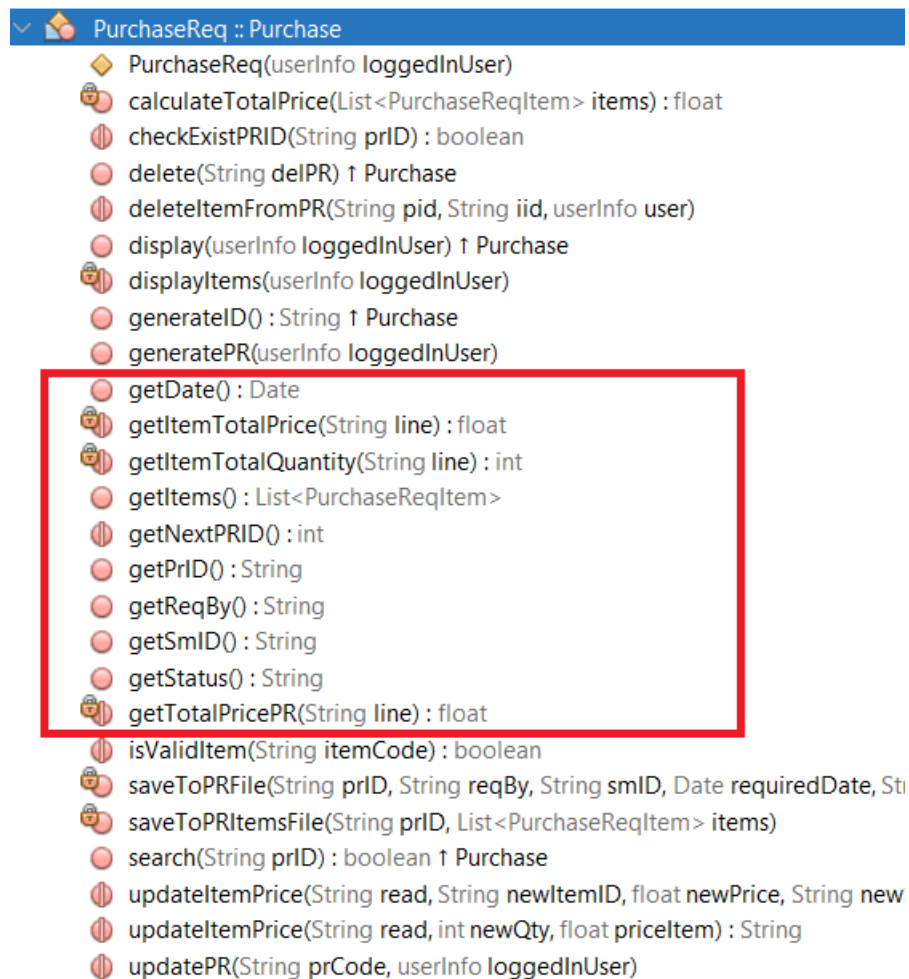 PurchaseReq :: Purchase
PurchaseReq(userInfo loggedInUser)
calculateTotalPrice(List<PurchaseReqItem> items) : float
checkExistPRID(String prID) : boolean
delete(String delPR) ↑ Purchase
deleteItemFromPR(String pid, String iid, userInfo user)
display(userInfo loggedInUser) ↑ Purchase
displayItems(userInfo loggedInUser)
generateID() : String ↑ Purchase
generatePR(userInfo loggedInUser)
getDate() : Date
getItemTotalPrice(String line) : float
getItemTotalQuantity(String line) : int
getItems() : List<PurchaseReqItem>
getNextPRID() : int
getPrID() : String
getReqBy() : String
getSmID() : String
getStatus() : String
getTotalPricePR(String line) : float
isValidItem(String itemCode) : boolean
saveToPRFile(String prID, String reqBy, String smID, Date requiredDate, Str
saveToPRItemsFile(String prID, List<PurchaseReqItem> items)
search(String prID) : boolean ↑ Purchase
updateItemPrice(String read, String newItemID, float newPrice, String new
updateItemPrice(String read, int newQty, float priceItem) : String
updatePR(String prCode, userInfo loggedInUser)